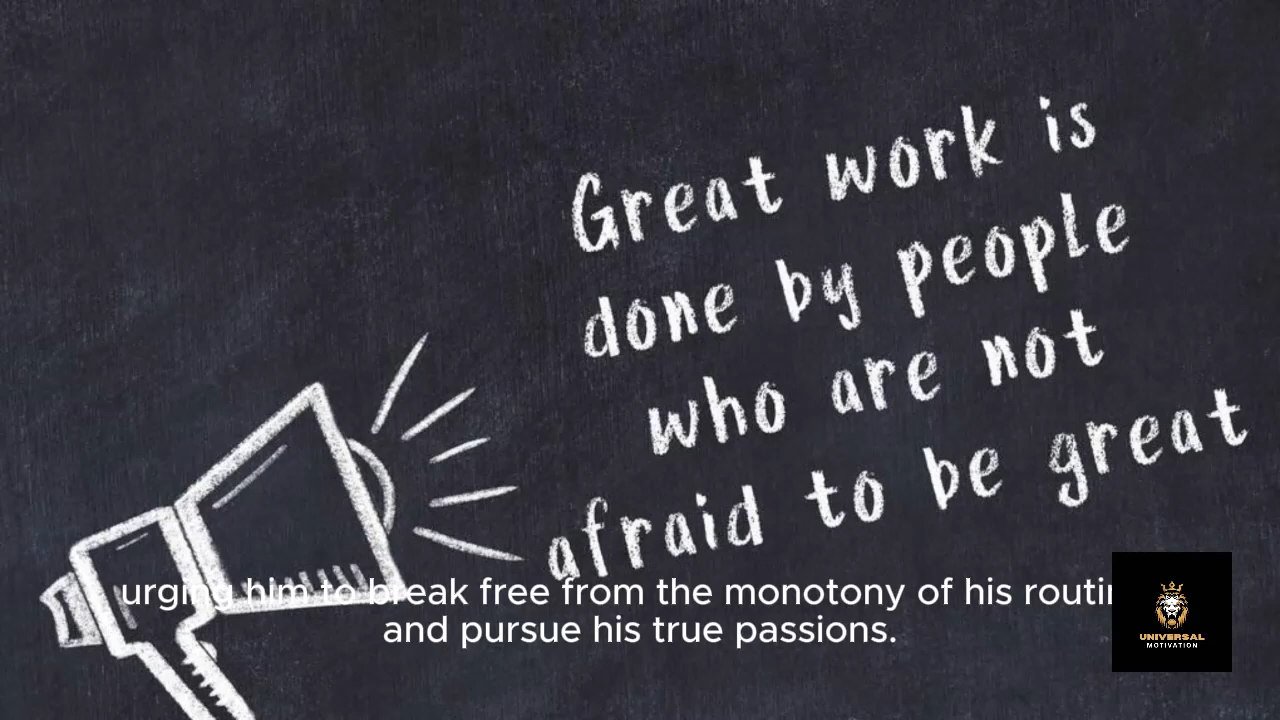 Great work is
done by people
who are not
afraid to be great
urging him to break free from the monotony of his
and pursue his true passions.
UNIVERSAL
MOTIVATION